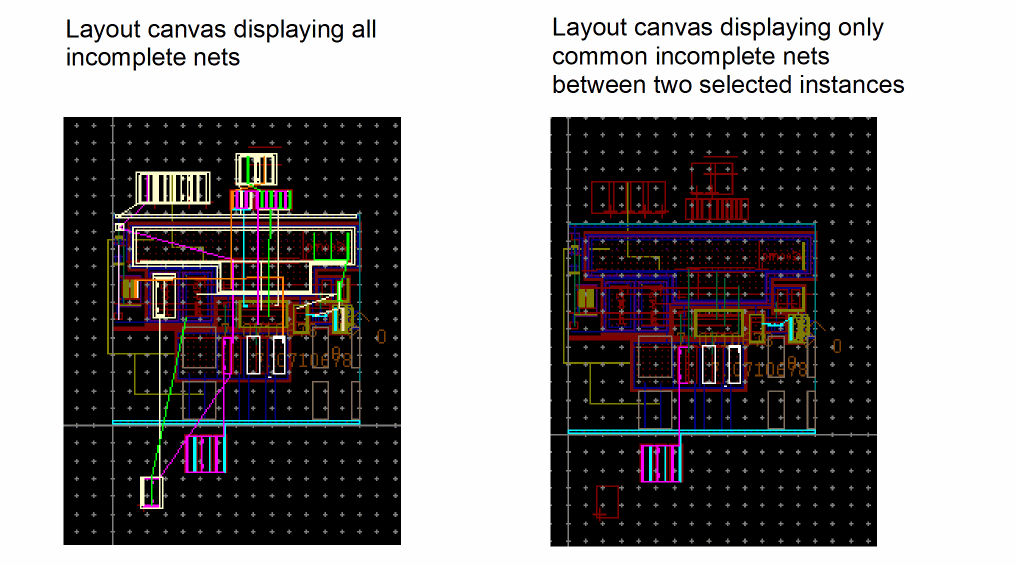 Layout canvas displaying all
incomplete nets
Layout canvas displaying only
common incomplete nets
between two selected instances